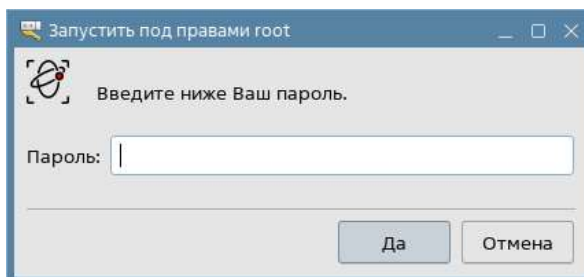 Запустить под правами root
Введите ниже Ваш пароль.
Пароль:
Да Отмена